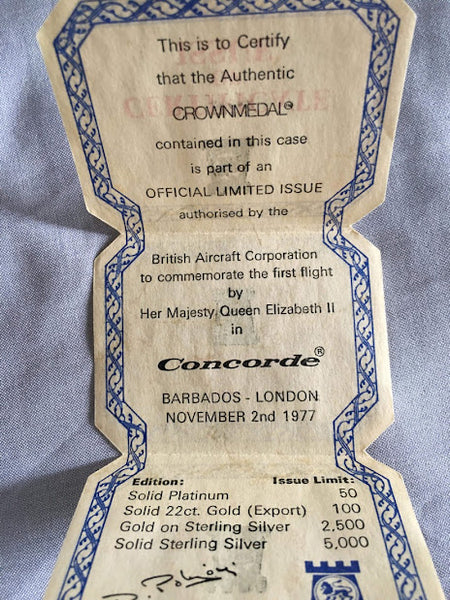 This is to Certify
that the Authentic
CROWNMEDAL
contained in this case
is part of an
OFFICIAL LIMITED ISSUE
authorised by the
British Aircraft Corporation
to commemorate the first flight
by
Her Majesty Queen Elizabeth II
in
Concorde®
BARBADOS - LONDON
NOVEMBER 2nd 1977
Edition: Issue Limit:
Solid Platinum 50
Solid 22ct. Gold (Export) 100
Gold on Sterling Silver 2,500
Solid Sterling Silver 5,000